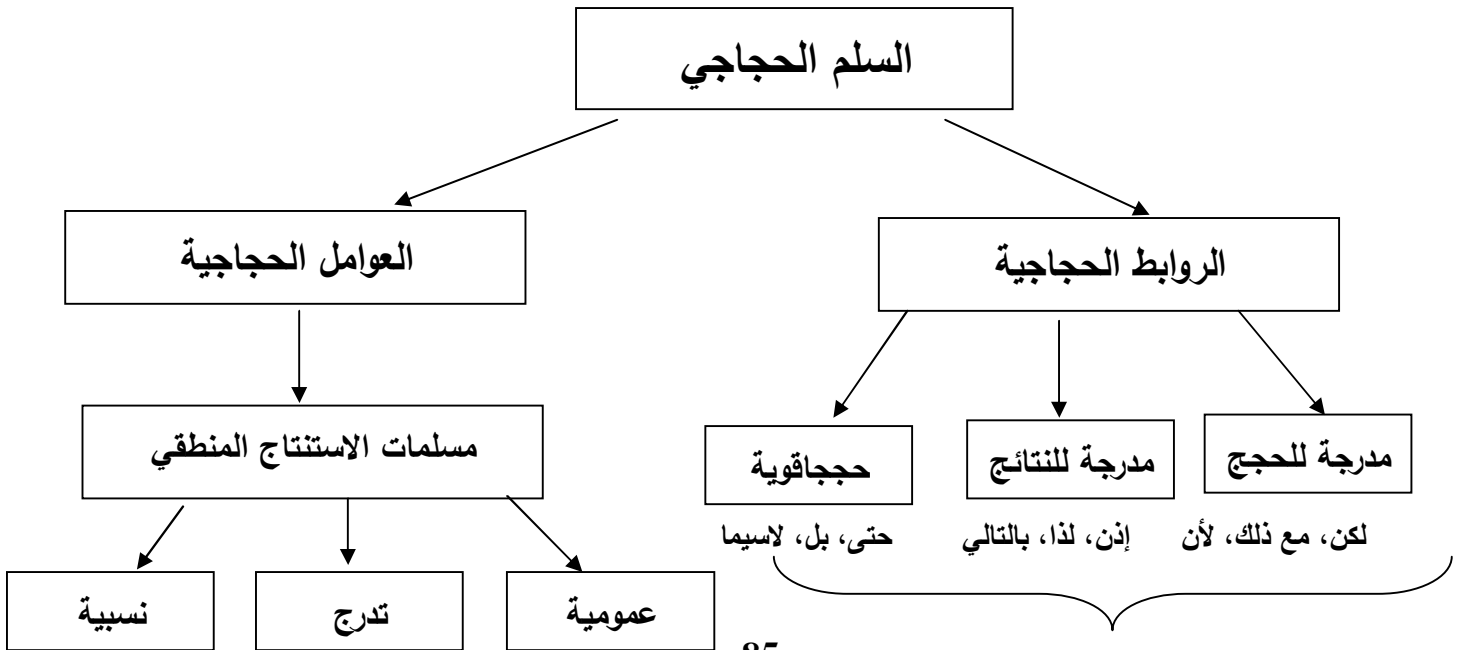 السلم الحجاجي
الروابط الحجاجية
العوامل الحجاجية
مدرجة للحجج
مدرجة للنتائج
حججاقوية
مسلمات الاستنتاج المنطقي
لكن، مع ذلك، لأن
إذن، لذا، بالتالي
حتى، بل، لاسيما
عمومية
تدرج
نسبية